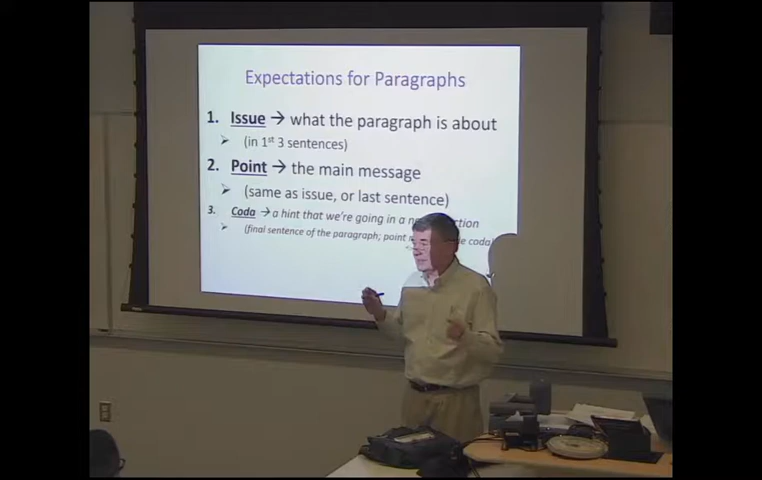 Expectations for Paragraphs
1. Issue → what the paragraph is about
➢ (in 1st 3 sentences)
2. Point → the main message
➢ (same as issue, or last sentence)
3. Coda → a hint that we're going in a
➢ (final sentence of the paragraph; point coda)